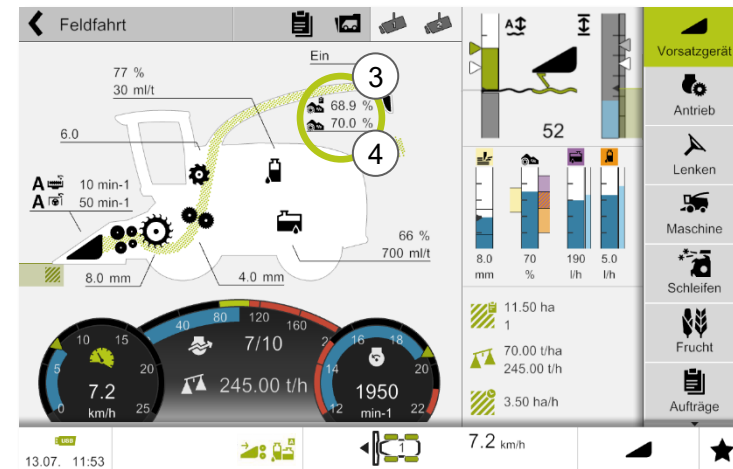 Feldfahrt
Vorsatzgerät
Ein
3
77 %
30 ml/t
68.9 %
70.0 %
4
6.0
A 10 min-1
A 50 min-1
66 %
700 ml/t
8.0 mm
4.0 mm
A
52
Antrieb
Lenken
Maschine
8.0
mm
70
%
190
l/h
5.0
l/h
Schleifen
11.50 ha
1
70.00 t/ha
245.00 t/h
3.50 ha/h
Frucht
Aufträge
0
5
10
15
20
25
7.2
km/h
40
80
120
160
2
7/10
245.00 t/h
12
14
16
18
20
22
1950
min-1
13.07. 11:53
A
1
7.2 km/h